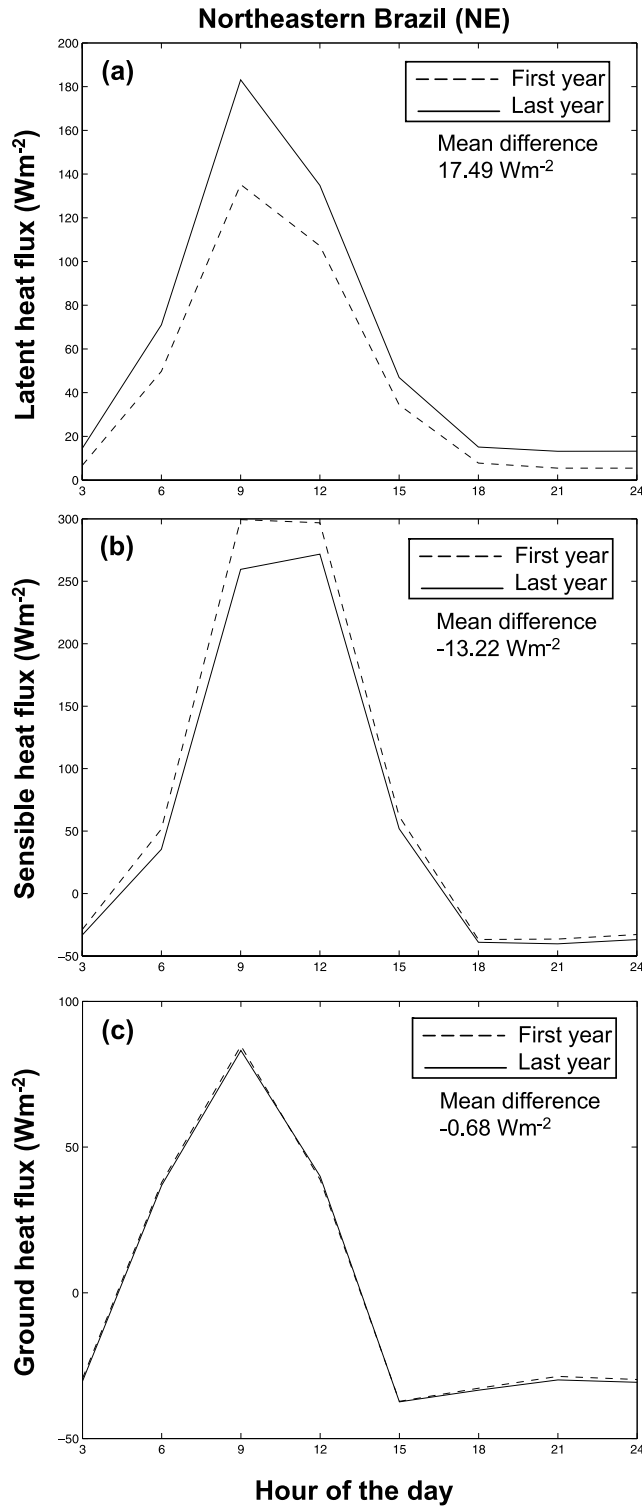 Northeastern Brazil (NE)
(a)
First year
Last year
Mean difference
17.49 Wm-2
Latent heat flux (Wm-2)
200
180
160
140
120
100
80
60
40
20
0
3 6 9 12 15 18 21 24
(b)
First year
Last year
Mean difference
-13.22 Wm-2
Sensible heat flux (Wm-2)
300
250
200
150
100
50
0
−50
3 6 9 12 15 18 21 24
(c)
First year
Last year
Mean difference
-0.68 Wm-2
Ground heat flux (Wm-2)
100
50
0
−50
3 6 9 12 15 18 21 24
Hour of the day